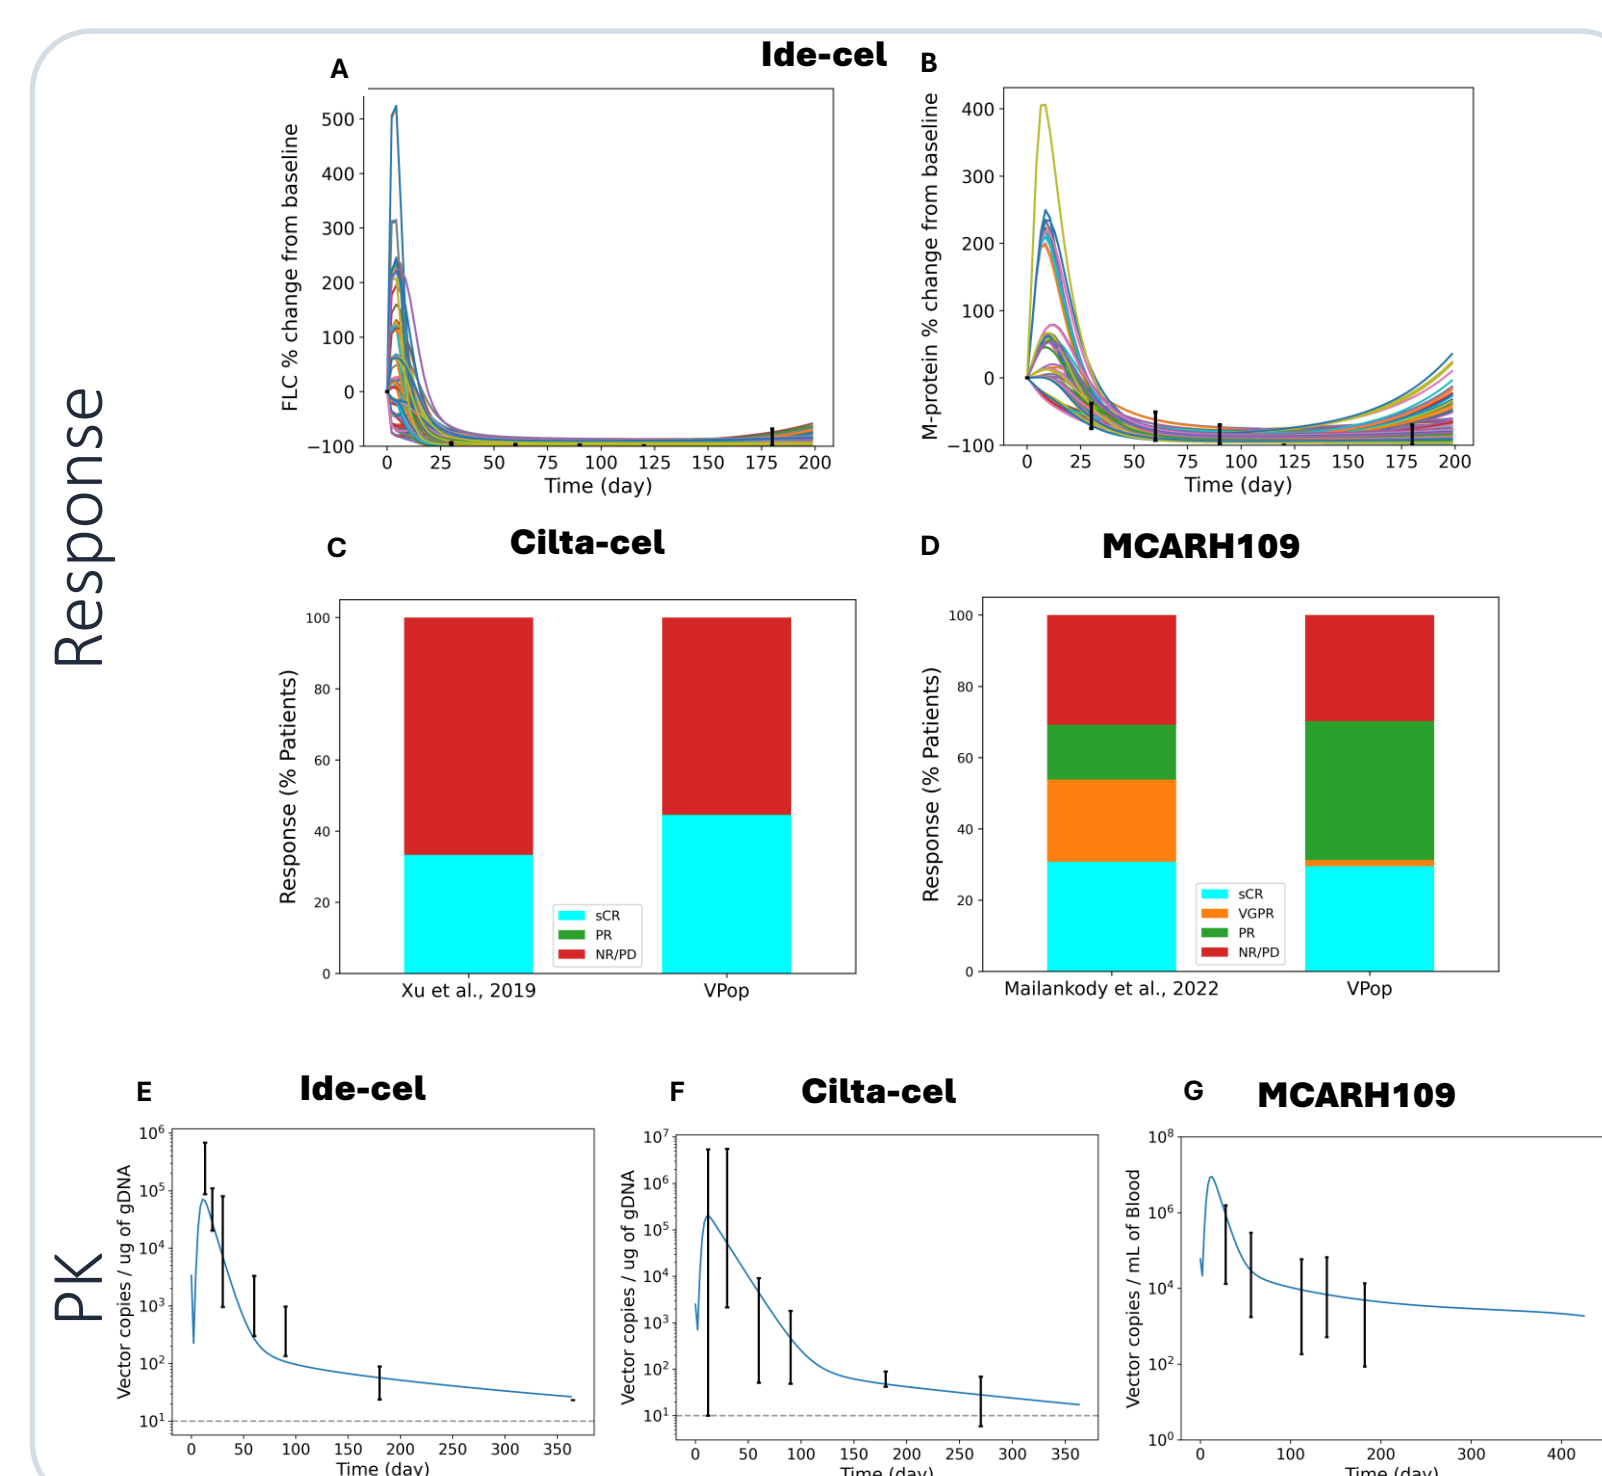 Ide-cel
A
B
FLC % change from baseline
500
400
300
200
100
0
−100
0 25 50 75 100 125 150 175 200
Time (day)
M-protein % change from baseline
400
300
200
100
0
−100
0 25 50 75 100 125 150 175 200
Time (day)
Response
C
Cilta-cel
D
MCARH109
Response (% Patients)
100
80
60
40
20
0
sCR
PR
NR/PD
Xu et al., 2019
VPop
Response (% Patients)
100
80
60
40
20
0
sCR
VGPR
PR
NR/PD
Mailankody et al., 2022
VPop
PK
E
Ide-cel
F
Cilta-cel
G
MCARH109
Vector copies / ug of gDNA
10⁶
10⁵
10⁴
10³
10²
10¹
0 50 100 150 200 250 300 350
Time (day)
Vector copies / ug of gDNA
10⁷
10⁶
10⁵
10⁴
10³
10²
10¹
0 50 100 150 200 250 300 350
Time (day)
Vector copies / mL of Blood
10⁸
10⁶
10⁴
10²
10⁰
0 100 200 300 400
Time (day)